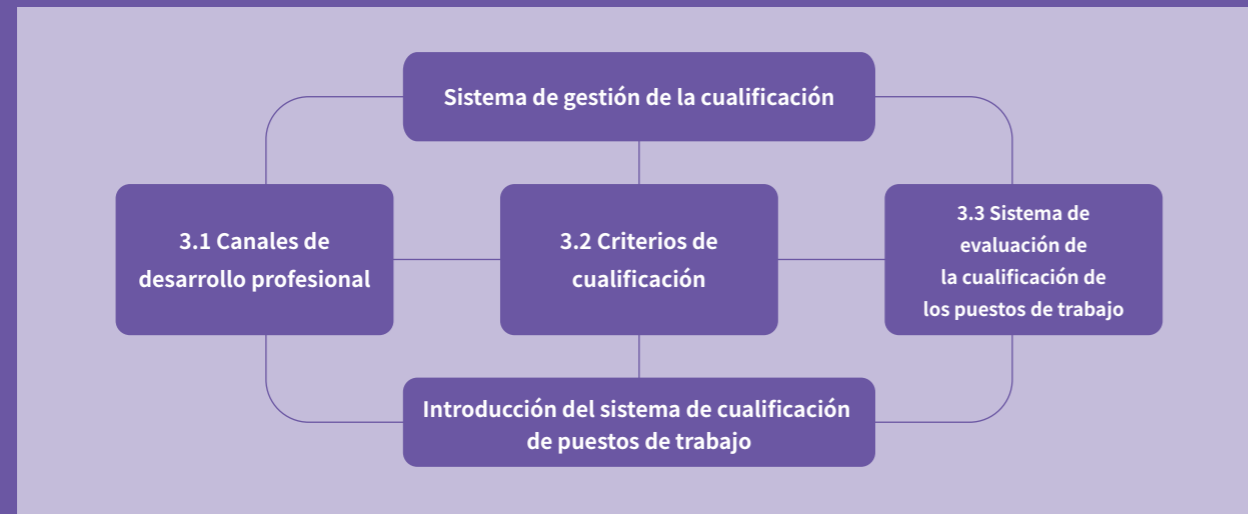 Sistema de gestión de la cualificación
3.1 Canales de
desarrollo profesional
3.2 Criterios de
cualificación
3.3 Sistema de
evaluación de
la cualificación de
los puestos de trabajo
Introducción del sistema de cualificación
de puestos de trabajo